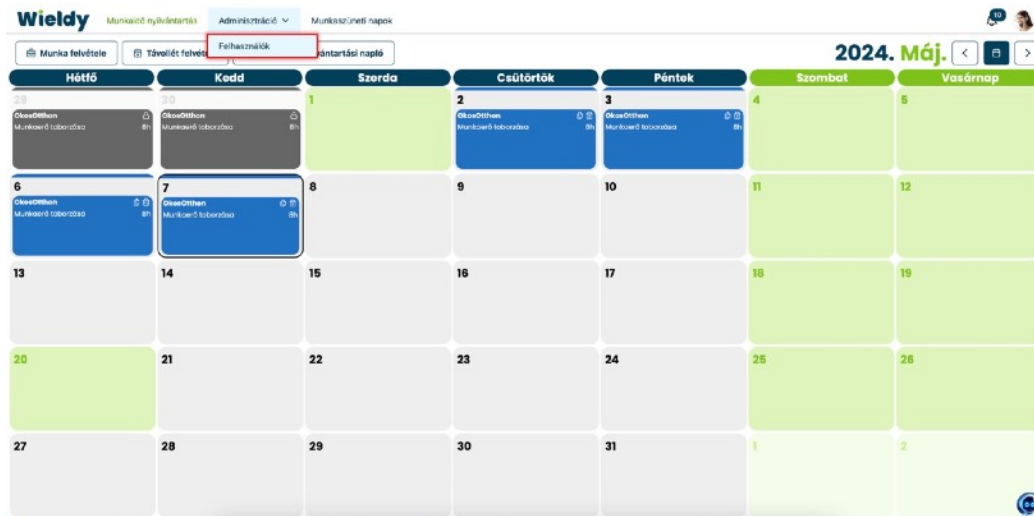 Wieldy Munkaidő nyilvántartás Adminisztráció Munkaszüneti napok 10
Felhasználók
Munka felvétele Távollét felvéte vántartási napló 2024. Máj.
Hétfő Kedd Szerda Csütörtök Péntek Szombat Vasárnap
29 30 1 2 3 4 5
OkosOtthon OkosOtthon OkosOtthon OkosOtthon
Munkaerő toborzása 8h Munkaerő toborzása 8h Munkaerő toborzása 8h Munkaerő toborzása 8h
6 7 8 9 10 11 12
OkosOtthon OkosOtthon
Munkaerő toborzása 8h Munkaerő toborzása 8h
13 14 15 16 17 18 19
20 21 22 23 24 25 26
27 28 29 30 31 1 2